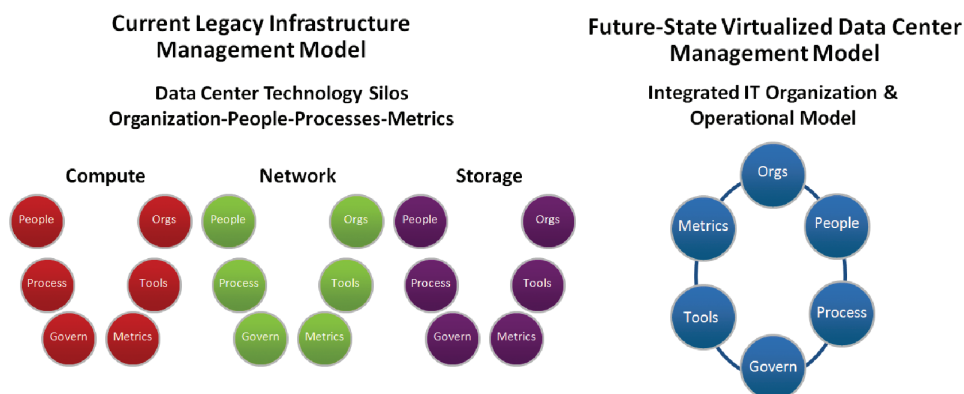 Current Legacy Infrastructure
Management Model
Data Center Technology Silos
Organization-People-Processes-Metrics
Compute
People
Orgs
Process
Tools
Govern
Metrics
Network
People
Orgs
Process
Tools
Govern
Metrics
Storage
People
Orgs
Process
Tools
Govern
Metrics
Future-State Virtualized Data Center
Management Model
Integrated IT Organization &
Operational Model
Orgs
Metrics
People
Tools
Process
Govern